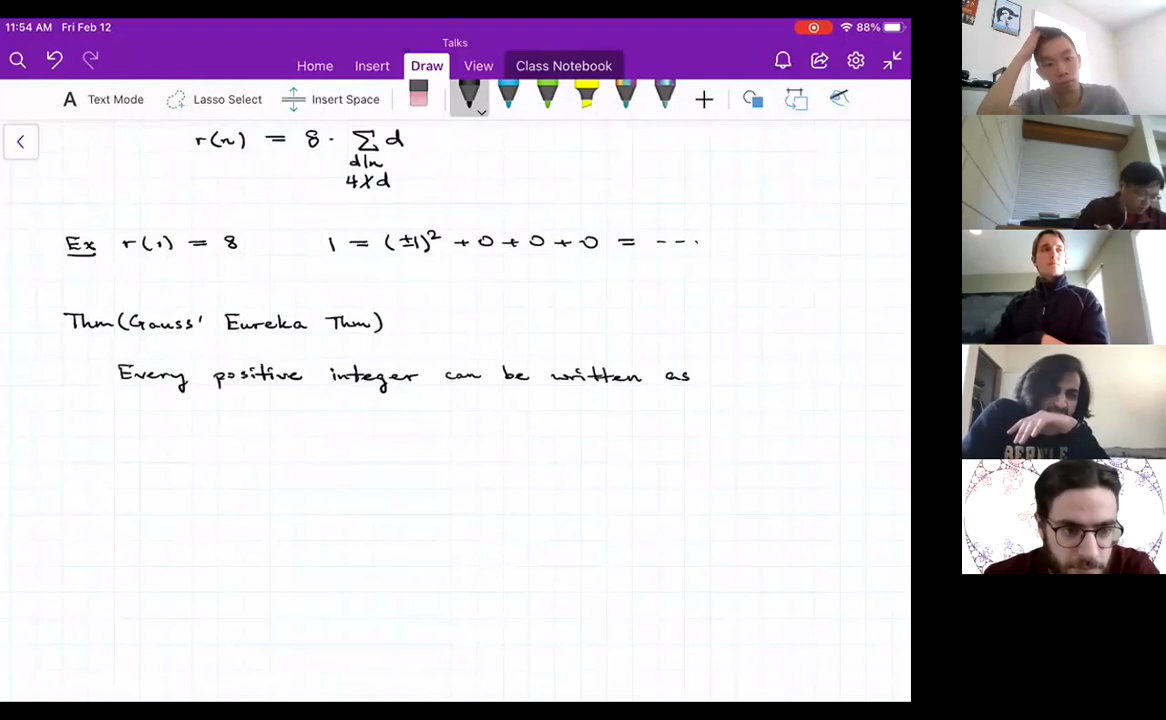 11:54 AM Fri Feb 12
88%
Talks
Home Insert Draw View Class Notebook
A Text Mode Lasso Select Insert Space
r(n) = 8 · ∑ d
d|n
4∤d
Ex r(1) = 8 1 = (±1)² + 0 + 0 + 0 = ---
Thm (Gauss' Eureka Thm)
Every positive integer can be written as